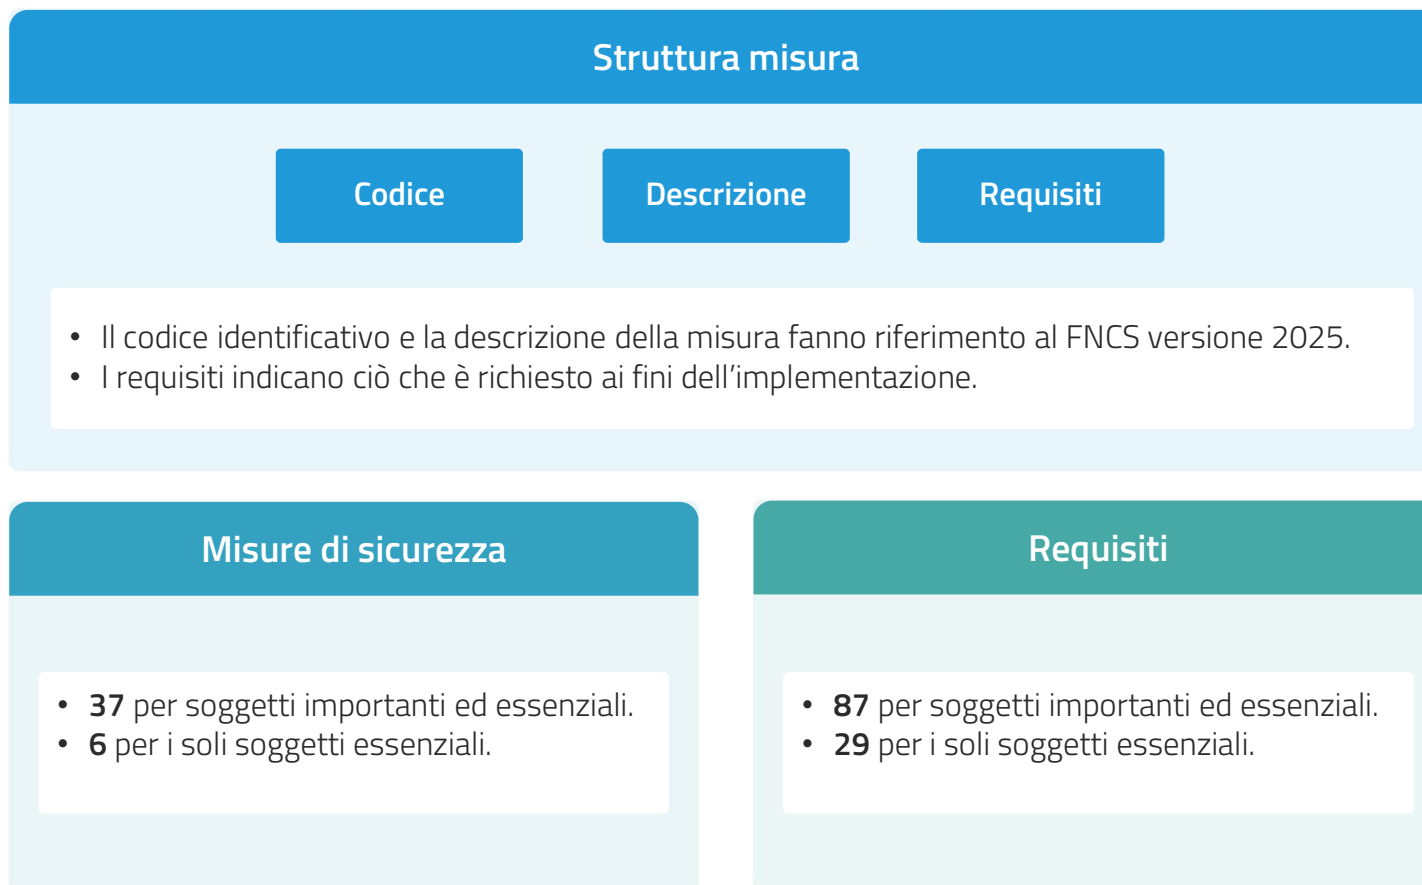 Struttura misura
Codice
Descrizione
Requisiti
• Il codice identificativo e la descrizione della misura fanno riferimento al FNCS versione 2025.
• I requisiti indicano ciò che è richiesto ai fini dell’implementazione.
Misure di sicurezza
• 37 per soggetti importanti ed essenziali.
• 6 per i soli soggetti essenziali.
Requisiti
• 87 per soggetti importanti ed essenziali.
• 29 per i soli soggetti essenziali.